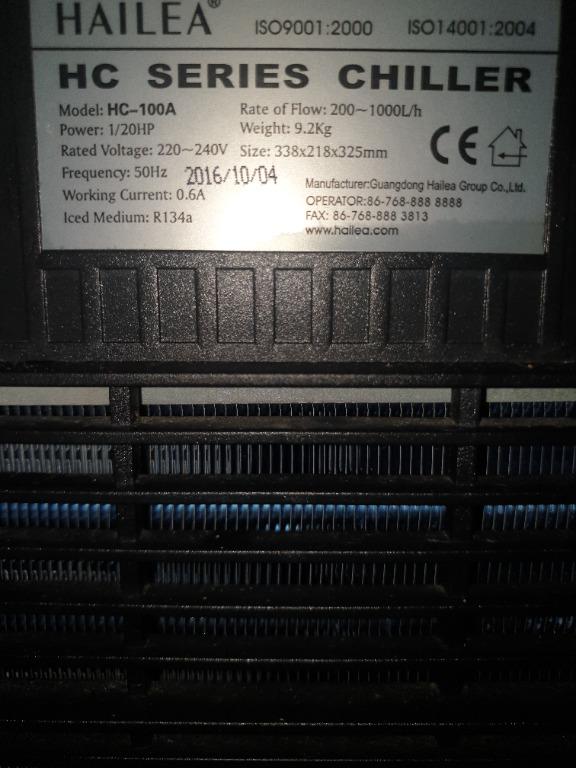 HAILEA® ISO9001:2000 ISO14001:2004
HC SERIES CHILLER
Model: HC-100A Rate of Flow: 200~1000L/h
Power: 1/20HP Weight: 9.2Kg
Rated Voltage: 220~240V Size: 338x218x325mm
CE
Frequency: 50Hz 2016/10/04
Working Current: 0.6A
Iced Medium: R134a
Manufacturer:Guangdong Hailea Group Co.,Ltd.
OPERATOR:86-768-888 8888
FAX: 86-768-888 3813
www.hailea.com